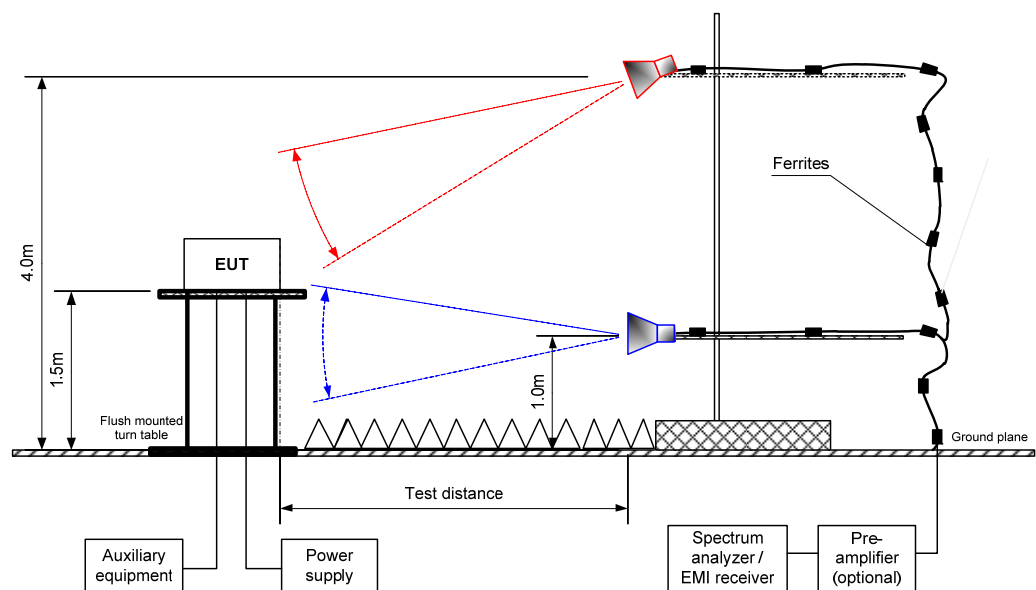 4.0m
Ferrites
EUT
1.5m
1.0m
Flush mounted
turn table
Ground plane
Test distance
Auxiliary
equipment
Power
supply
Spectrum
analyzer /
EMI receiver
Pre-
amplifier
(optional)